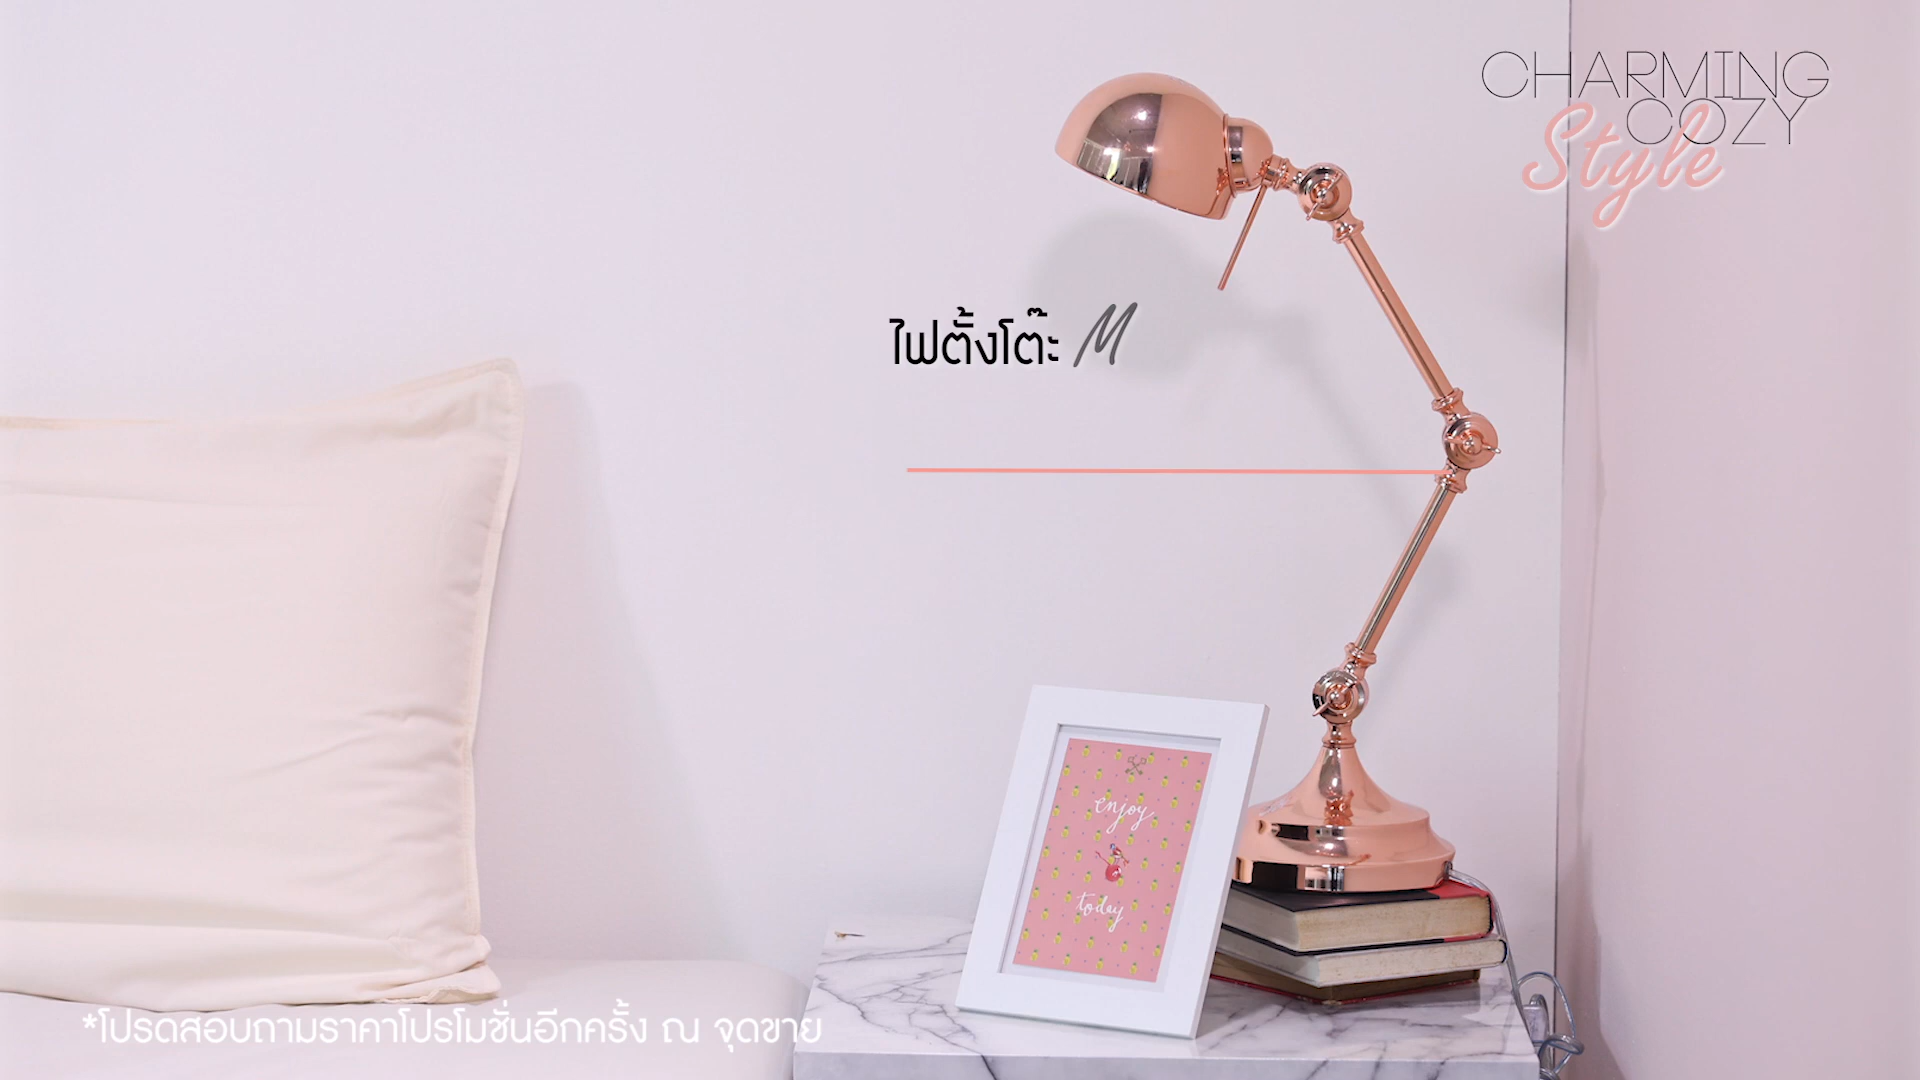 CHARMING
COZY
Style
ไฟตั้งโต๊ะ M
enjoy
today
*โปรดสอบถามราคาโปรโมชั่นอีกครั้ง ณ จุดขาย